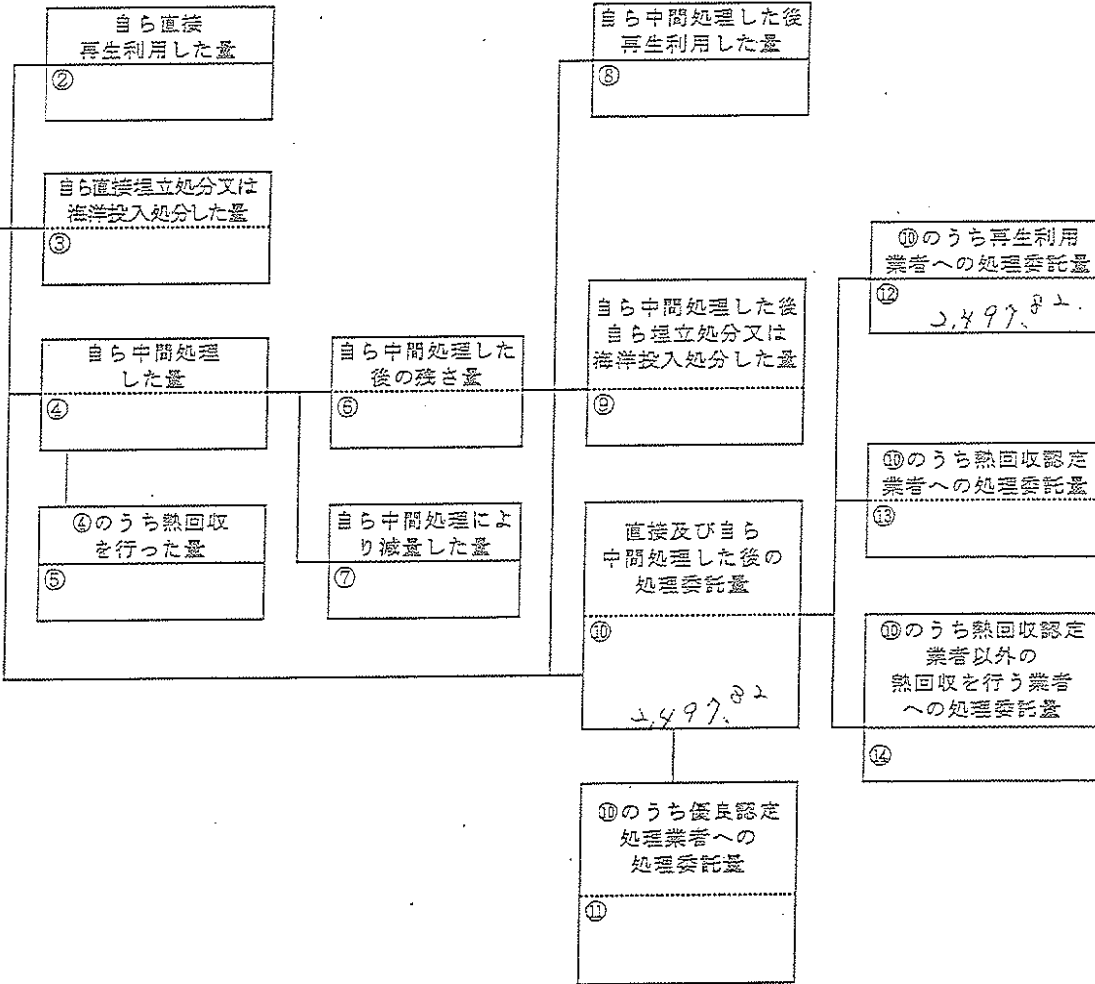 自ら直接
再生利用した量
②
自ら直接埋立処分又は
海洋投入処分した量
③
自ら中間処理
した量
④
④のうち熱回収
を行った量
⑤
自ら中間処理した
後の残さ量
⑥
自ら中間処理によ
り減量した量
⑦
自ら中間処理した後
再生利用した量
⑧
自ら中間処理した後
自ら埋立処分又は
海洋投入処分した量
⑨
直接及び自ら
中間処理した後の
処理委託量
⑩
2,497.82
⑩のうち優良認定
処理業者への
処理委託量
⑪
⑩のうち再生利用
業者への処理委託量
⑫
2,497.82.
⑩のうち熱回収認定
業者への処理委託量
⑬
⑩のうち熱回収認定
業者以外の
熱回収を行う業者
への処理委託量
⑭